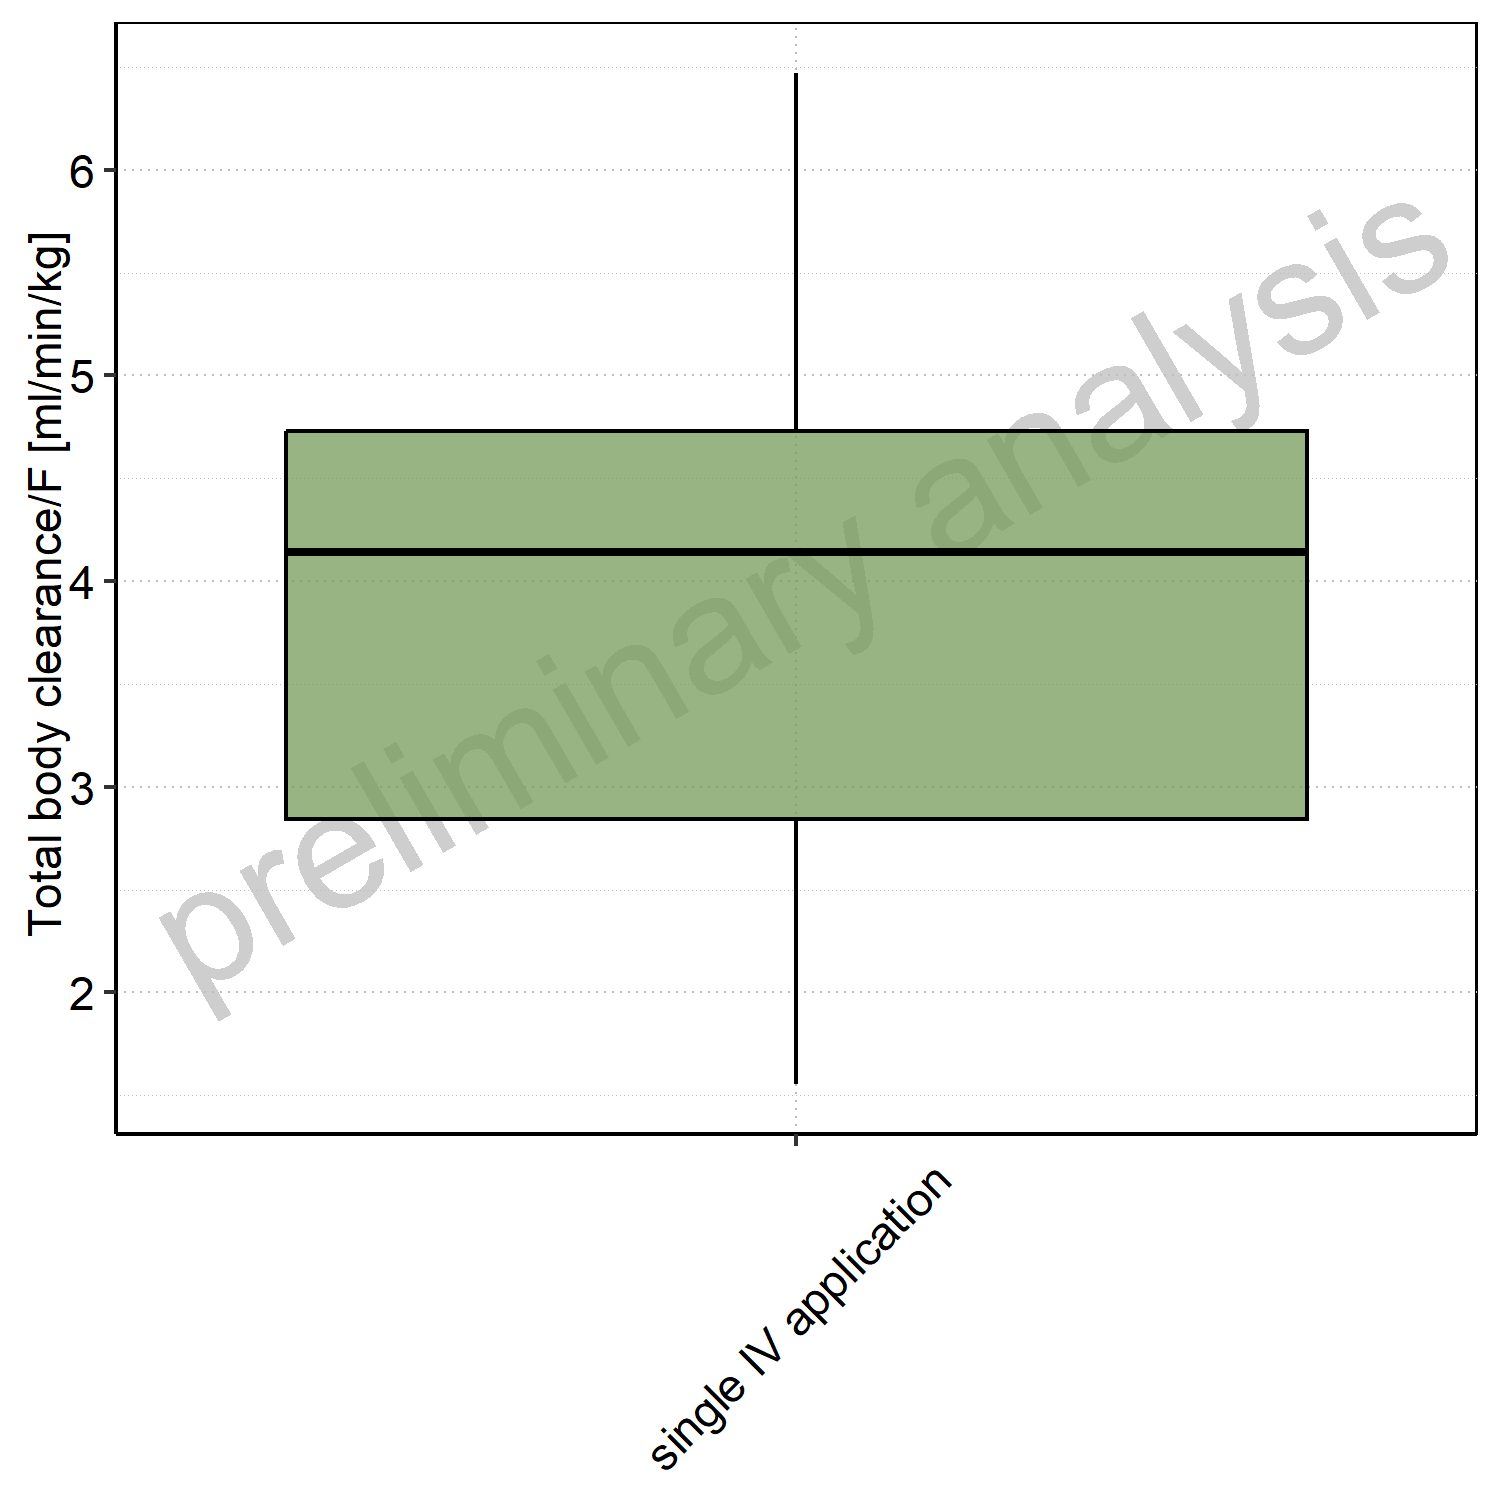 Total body clearance/F [ml/min/kg]
6
5
4
3
2
preliminary analysis
single IV application